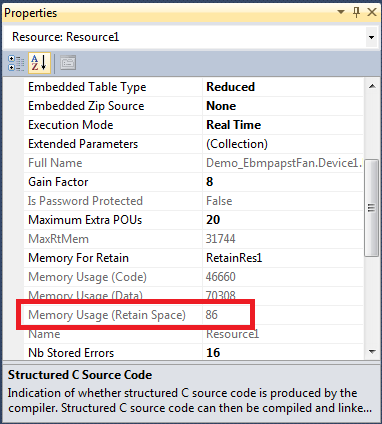 Properties
Resource: Resource1
Embedded Table Type Reduced
Embedded Zip Source None
Execution Mode Real Time
Extended Parameters (Collection)
Full Name Demo_EbmpapstFan.Device1.
Gain Factor 8
Is Password Protected False
Maximum Extra POUs 20
MaxRtMem 31744
Memory For Retain RetainRes1
Memory Usage (Code) 46660
Memory Usage (Data) 70308
Memory Usage (Retain Space) 86
Name Resource1
Nb Stored Errors 16
Structured C Source Code
Indication of whether structured C source code is produced by the
compiler. Structured C source code can then be compiled and linke...